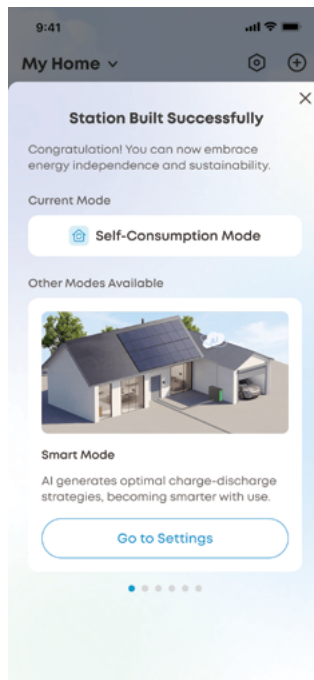 9:41
My Home
Station Built Successfully
Congratulation! You can now embrace
energy independence and sustainability.
Current Mode
Self-Consumption Mode
Other Modes Available
AI
Smart Mode
AI generates optimal charge-discharge
strategies, becoming smarter with use.
Go to Settings